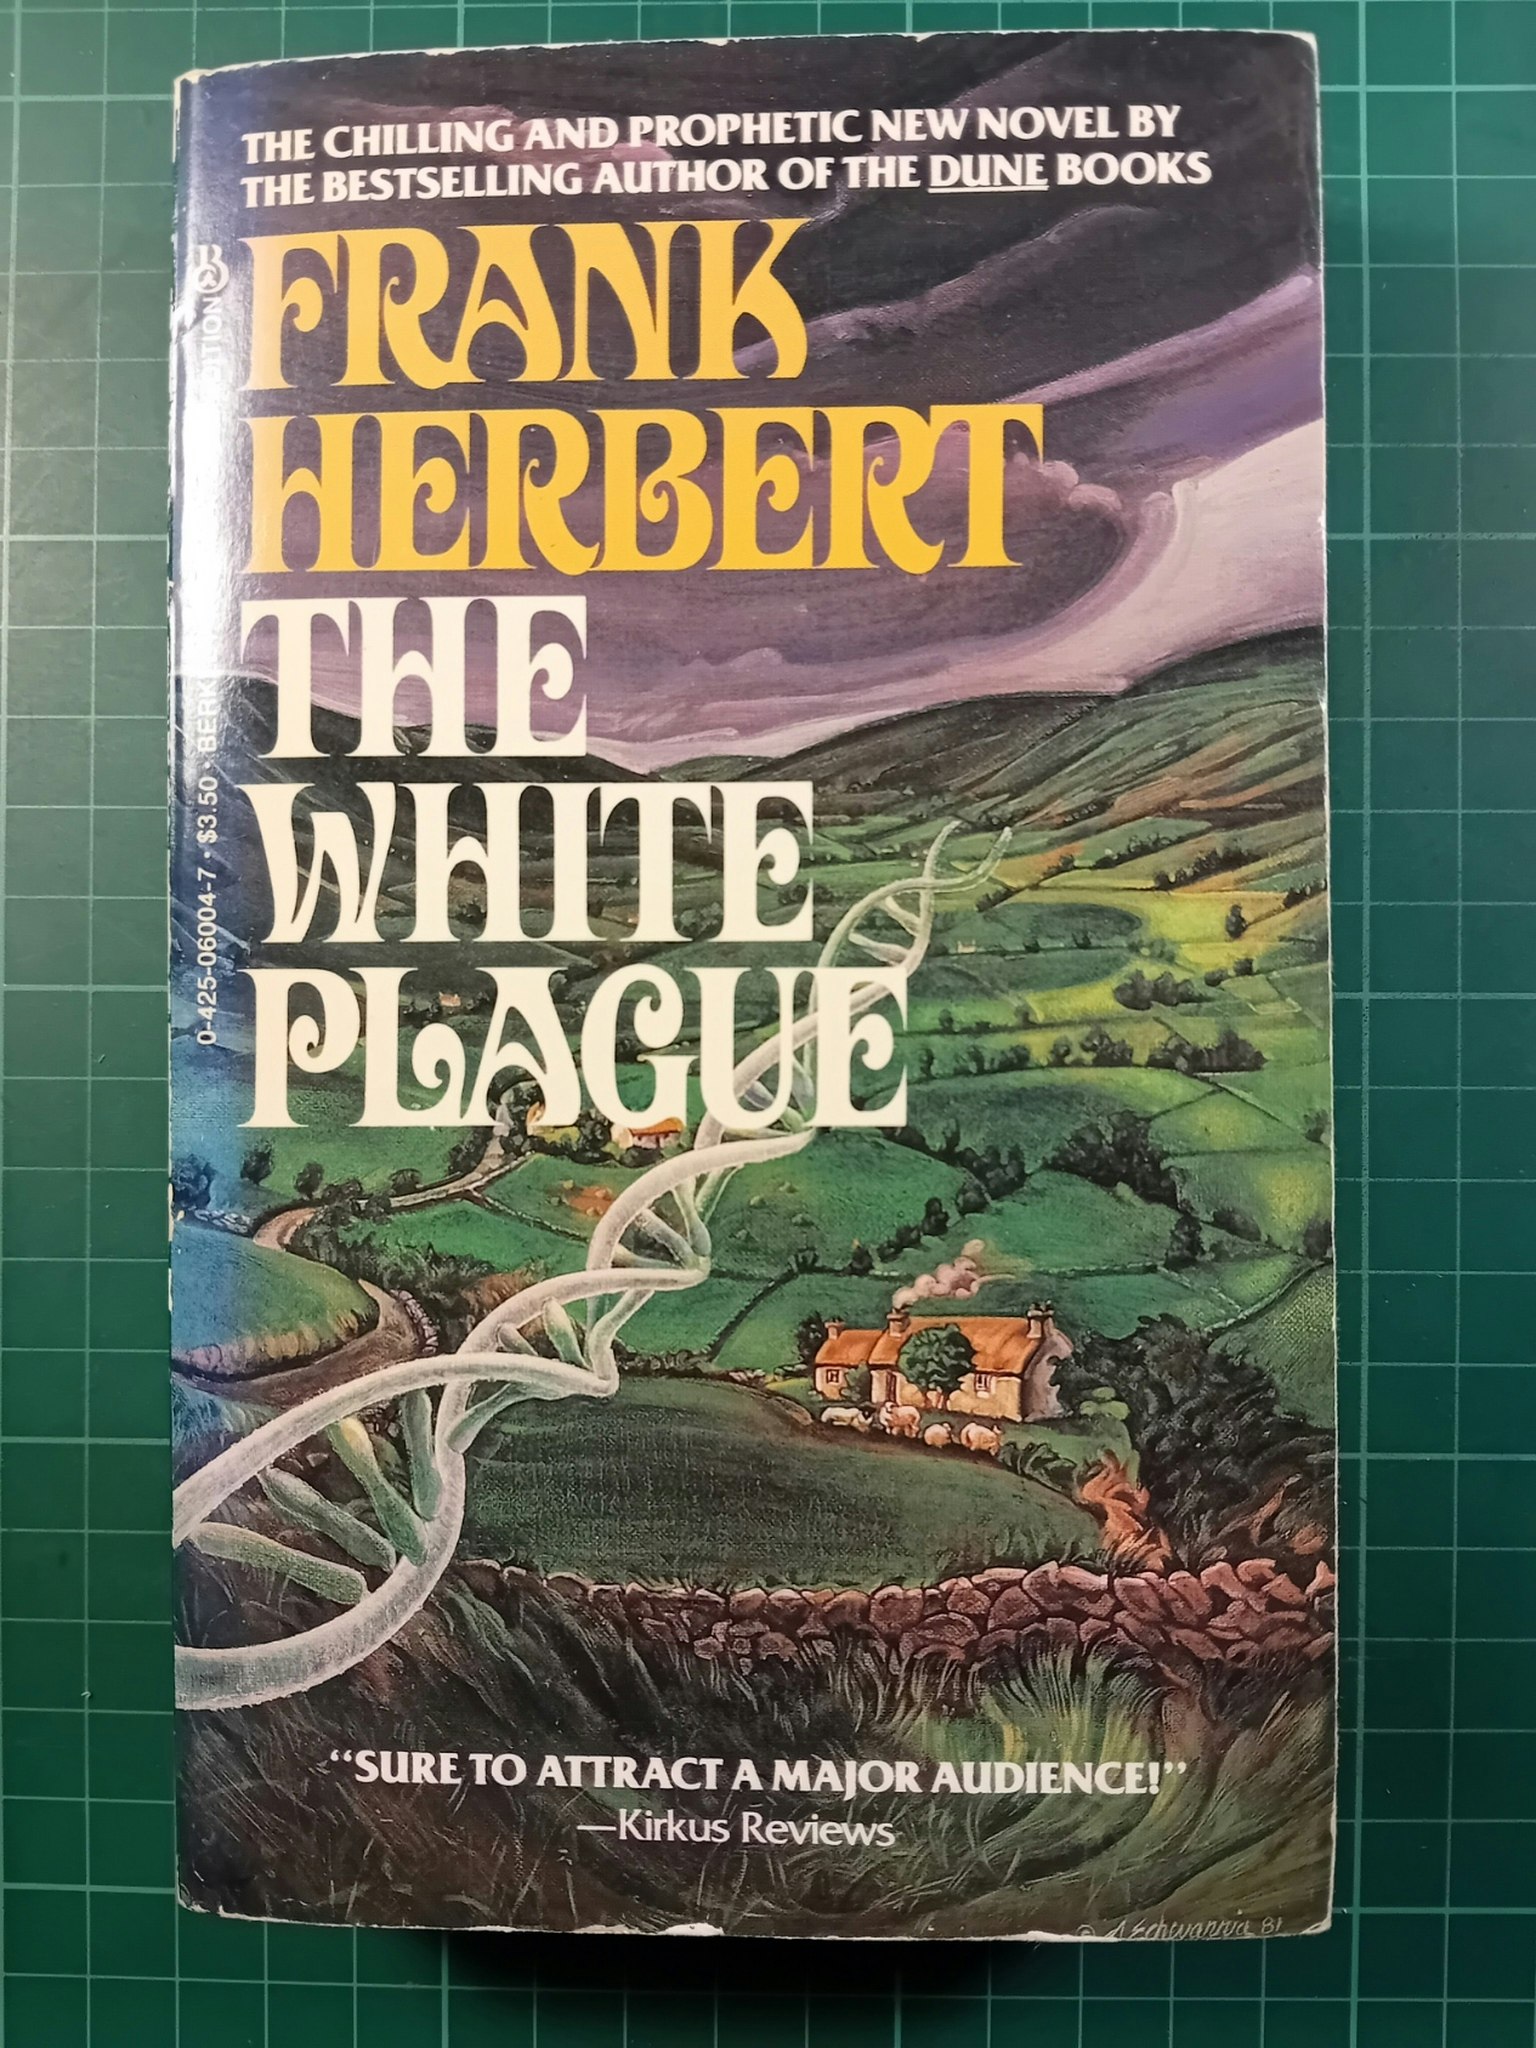 THE CHILLING AND PROPHETIC NEW NOVEL BY
THE BESTSELLING AUTHOR OF THE DUNE BOOKS
FRANK
HERBERT
THE
WHITE
PLAGUE
0-425-06004-7 • $3.50 • BERK
"SURE TO ATTRACT A MAJOR AUDIENCE!"
—Kirkus Reviews